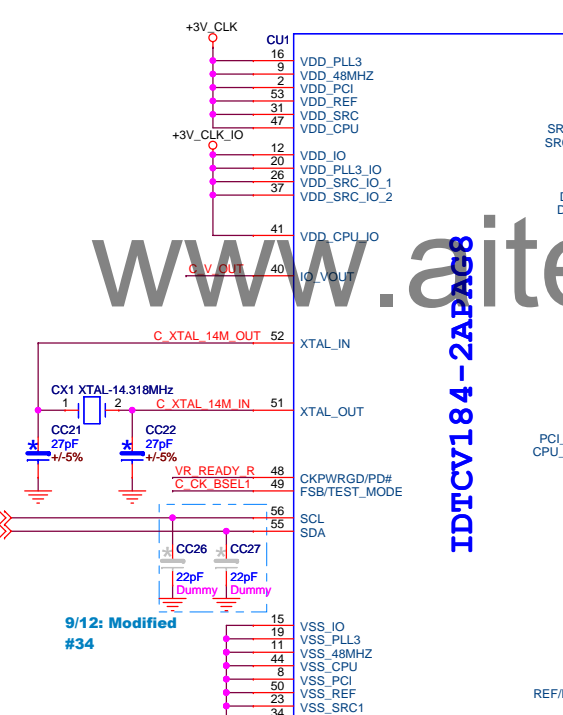 +3V_CLK
CU1
16 VDD_PLL3
9 VDD_48MHZ
2 VDD_PCI
53 VDD_REF
31 VDD_SRC
47 VDD_CPU
+3V_CLK_IO
12 VDD_IO
20 VDD_PLL3_IO
26 VDD_SRC_IO_1
37 VDD_SRC_IO_2
41 VDD_CPU_IO
www.aite
C_V_OUT 40 IO_VOUT
C_XTAL_14M_OUT 52 XTAL_IN
CX1 XTAL-14.318MHz
1 2 C_XTAL_14M_IN 51 XTAL_OUT
CC21
27pF
+/-5%
CC22
27pF
+/-5%
VR_READY_R 48 CKPWRGD/PD#
C_CK_BSEL1 49 FSB/TEST_MODE
56 SCL
55 SDA
CC26
22pF
Dummy
CC27
22pF
Dummy
9/12: Modified
#34
15 VSS_IO
19 VSS_PLL3
11 VSS_48MHZ
44 VSS_CPU
8 VSS_PCI
50 VSS_REF
23 VSS_SRC1
34
IDTCV184-2APAG8
SR
SRC
D
D
PCI_
CPU_
REF/